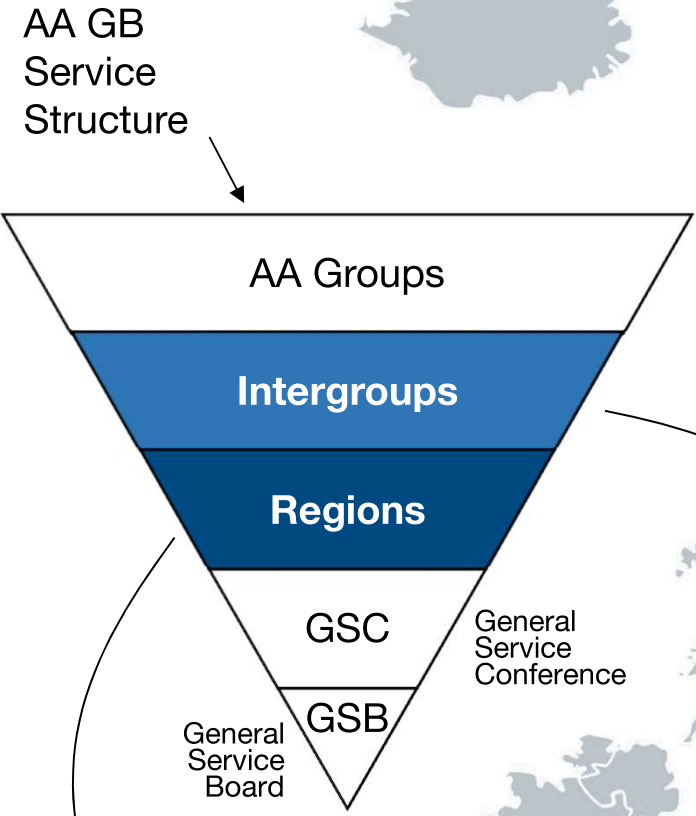 AA GB
Service
Structure
AA Groups
Intergroups
Regions
GSC
General
Service
Conference
GSB
General
Service
Board